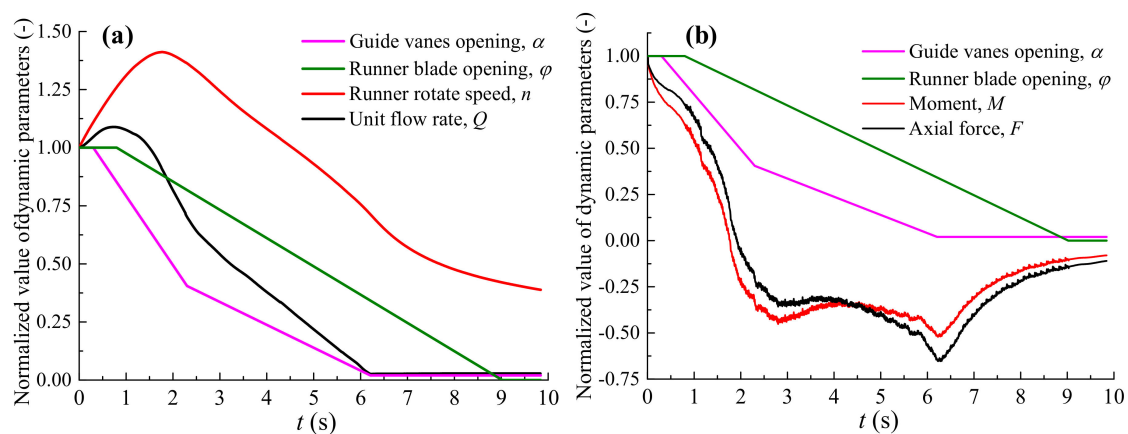 (a)
Normalized value ofdynamic parameters (-)
1.50
1.25
1.00
0.75
0.50
0.25
0.00
Guide vanes opening, α
Runner blade opening, φ
Runner rotate speed, n
Unit flow rate, Q
0 1 2 3 4 5 6 7 8 9 10
t (s)
(b)
Normalized value of dynamic parameters (-)
1.00
0.75
0.50
0.25
0.00
-0.25
-0.50
-0.75
Guide vanes opening, α
Runner blade opening, φ
Moment, M
Axial force, F
0 1 2 3 4 5 6 7 8 9 10
t (s)